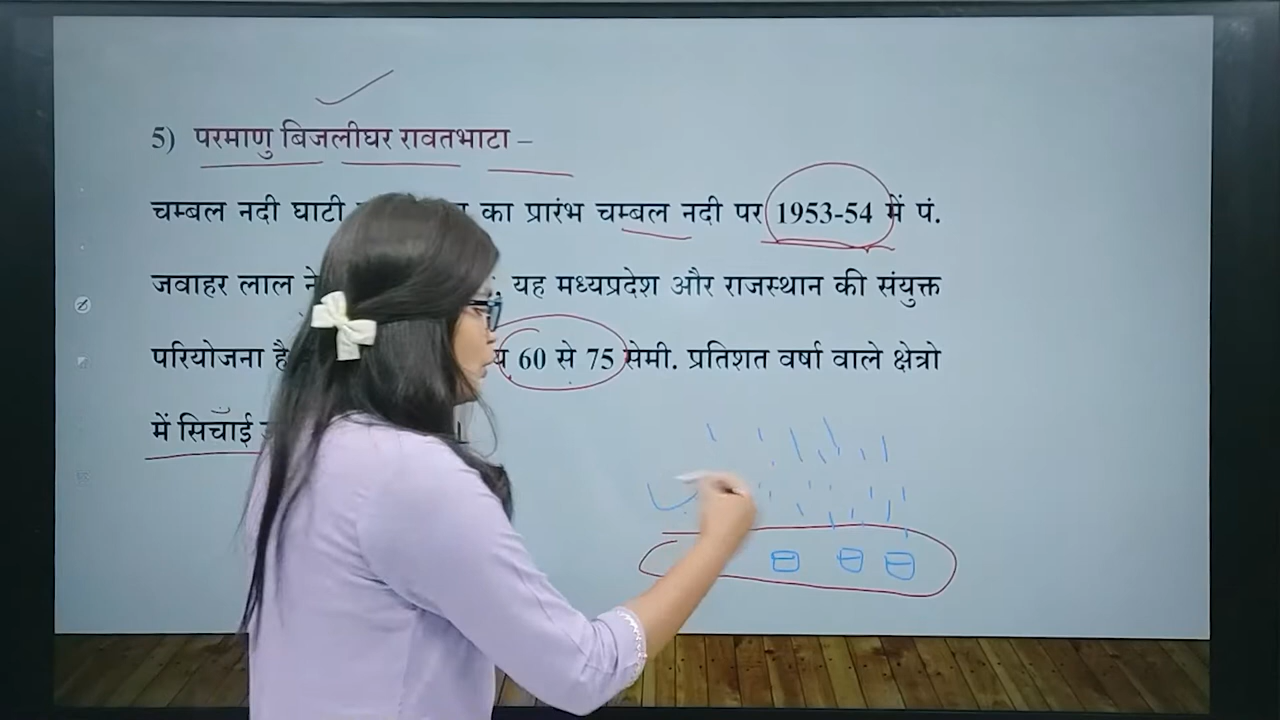 5) परमाणु बिजलीघर रावतभाटा –
चम्बल नदी घाटी का प्रारंभ चम्बल नदी पर 1953-54 में पं.
जवाहर लाल यह मध्यप्रदेश और राजस्थान की संयुक्त
परियोजना है 60 से 75 सेमी. प्रतिशत वर्षा वाले क्षेत्रो
में सिचाँई